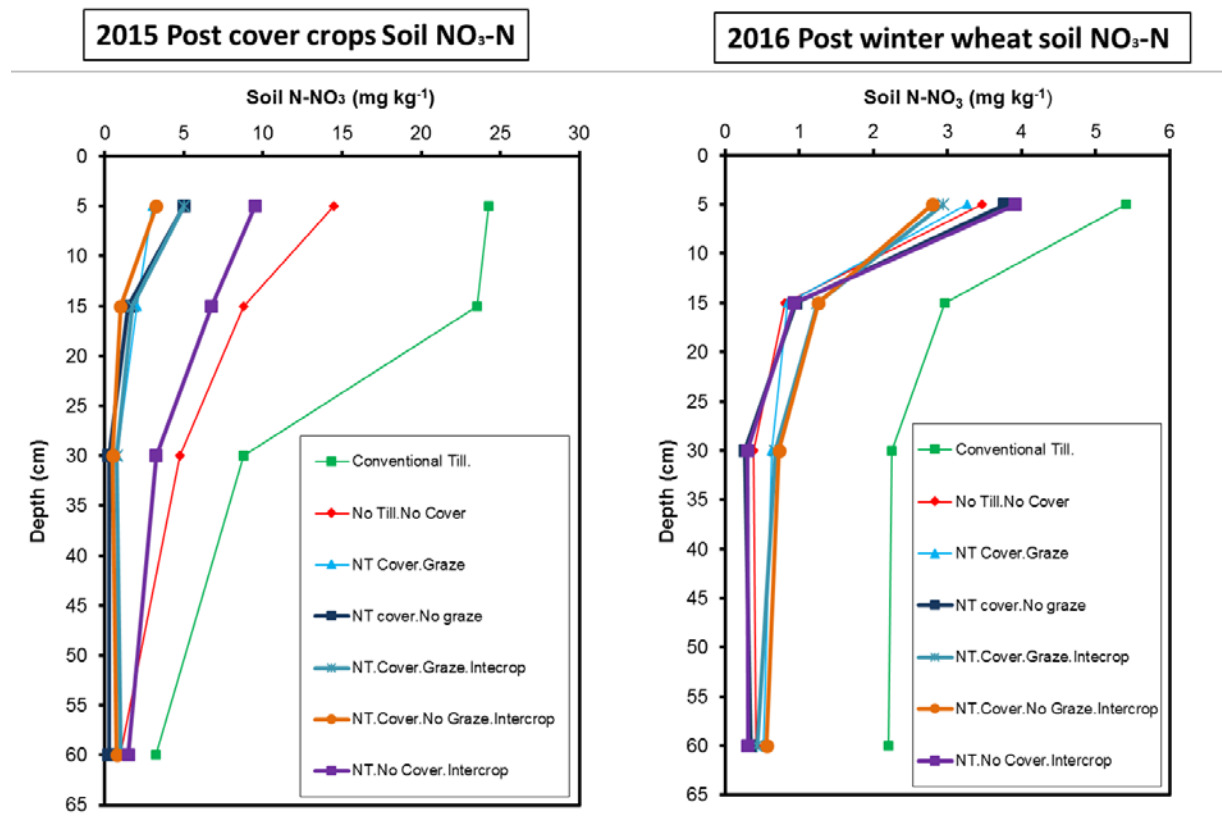 2015 Post cover crops Soil NO₃-N
2016 Post winter wheat soil NO₃-N
Soil N-NO₃ (mg kg⁻¹)
0 5 10 15 20 25 30
0
5
10
15
20
25
30
35
40
45
50
55
60
65
Depth (cm)
Conventional Till.
No Till.No Cover
NT Cover.Graze
NT cover.No graze
NT.Cover.Graze.Intecrop
NT.Cover.No Graze.Intercrop
NT.No Cover.Intercrop
Soil N-NO₃ (mg kg⁻¹)
0 1 2 3 4 5 6
0
5
10
15
20
25
30
35
40
45
50
55
60
65
Depth (cm)
Conventional Till.
No Till.No Cover
NT Cover.Graze
NT cover.No graze
NT.Cover.Graze.Intecrop
NT.Cover.No Graze.Intercrop
NT.No Cover.Intercrop